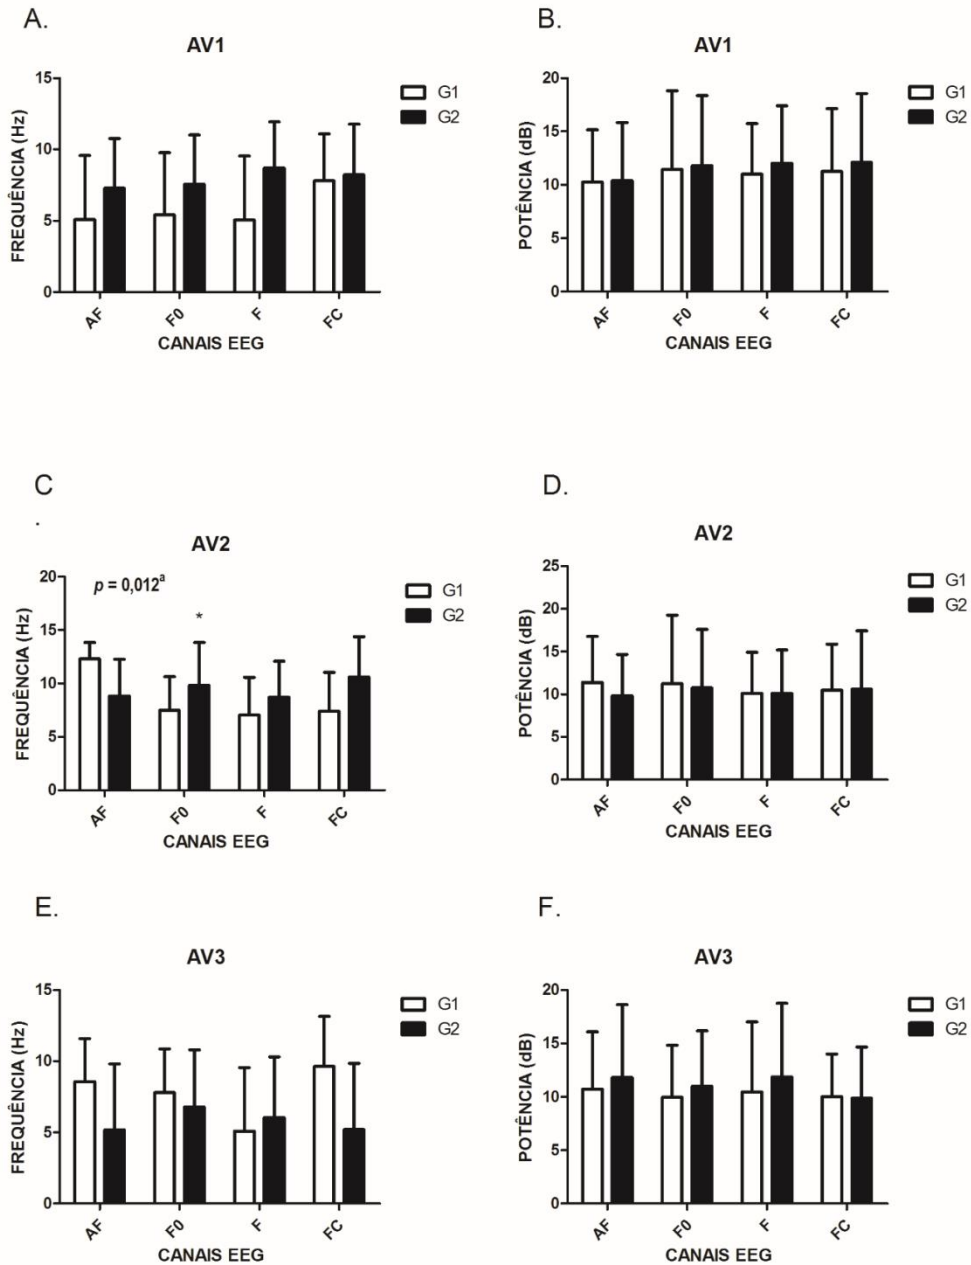 A.
AV1
FREQUÊNCIA (Hz)
15
10
5
0
AF
F0
F
FC
CANAIS EEG
G1
G2
B.
AV1
POTÊNCIA (dB)
20
15
10
5
0
AF
F0
F
FC
CANAIS EEG
G1
G2
C
.
AV2
p = 0,012ª
*
FREQUÊNCIA (Hz)
20
15
10
5
0
AF
F0
F
FC
CANAIS EEG
G1
G2
D.
AV2
POTÊNCIA (dB)
25
20
15
10
5
0
AF
F0
F
FC
CANAIS EEG
G1
G2
E.
AV3
FREQUÊNCIA (Hz)
15
10
5
0
AF
F0
F
FC
CANAIS EEG
G1
G2
F.
AV3
POTÊNCIA (dB)
20
15
10
5
0
AF
F0
F
FC
CANAIS EEG
G1
G2